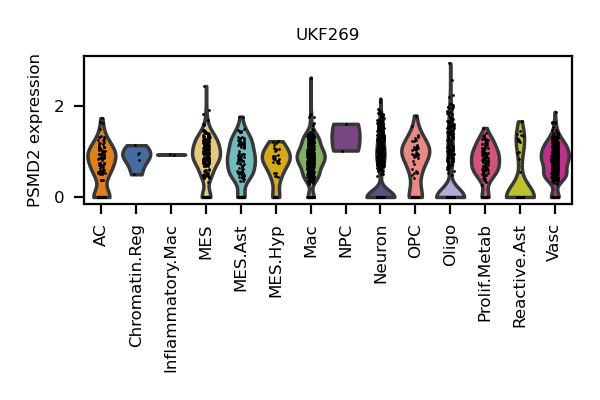 UKF269
PSMD2 expression
2
0
AC
Chromatin.Reg
Inflammatory.Mac
MES
MES.Ast
MES.Hyp
Mac
NPC
Neuron
OPC
Oligo
Prolif.Metab
Reactive.Ast
Vasc